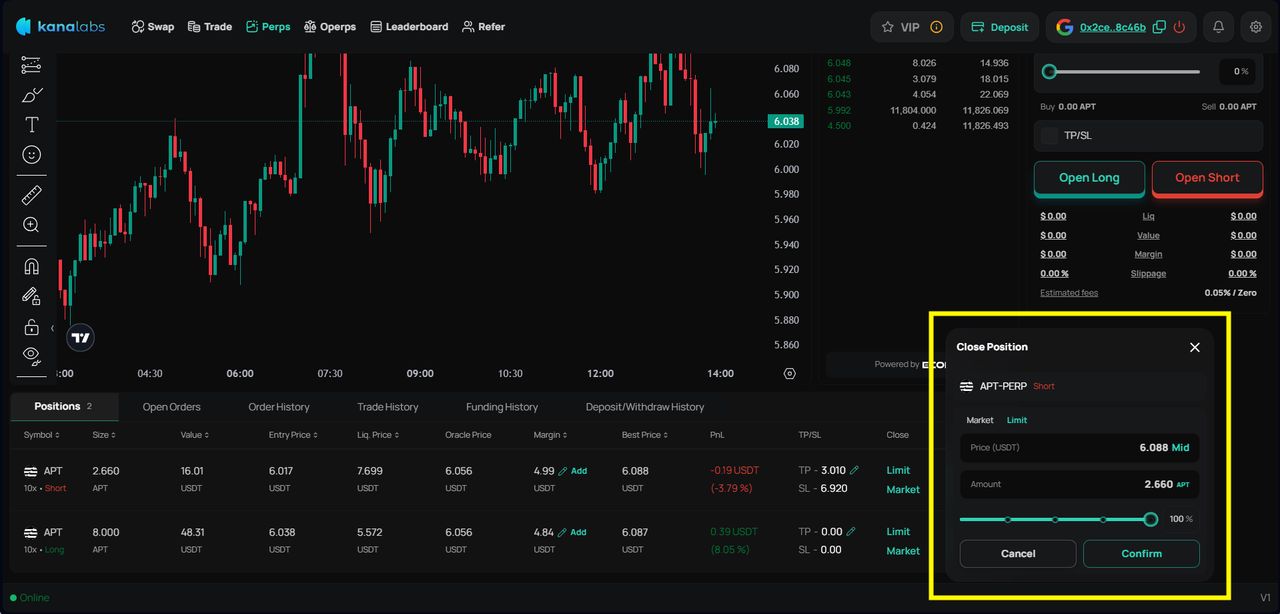 kanalabs Swap Trade Perps Operps Leaderboard Refer VIP Deposit 0x2ce..8c46b
6.080
6.060
6.038
6.020
6.000
5.980
5.960
5.940
5.920
5.900
5.880
5.860
:00 04:30 06:00 07:30 09:00 10:30 12:00 14:00
6.048 8.026 14.936
6.045 3.079 18.015
6.043 4.054 22.069
5.992 11,804.000 11,826.069
4.500 0.424 11,826.493
Powered by
0 %
Buy 0.00 APT Sell 0.00 APT
TP/SL
Open Long Open Short
$ 0.00 Liq $ 0.00
$ 0.00 Value $ 0.00
$ 0.00 Margin $ 0.00
0.00 % Slippage 0.00 %
Estimated fees 0.05% / Zero
Positions 2 Open Orders Order History Trade History Funding History Deposit/Withdraw History
Symbol Size Value Entry Price Liq. Price Oracle Price Margin Best Price PnL TP/SL Close
APT 2.660 16.01 6.017 7.699 6.056 4.99 Add 6.088 -0.19 USDT TP - 3.010 Limit
10x • Short APT USDT USDT USDT USDT USDT USDT (-3.79 %) SL - 6.920 Market
APT 8.000 48.31 6.038 5.572 6.056 4.84 Add 6.087 0.39 USDT TP - 0.00 Limit
10x • Long APT USDT USDT USDT USDT USDT USDT (8.05 %) SL - 0.00 Market
Close Position
APT-PERP Short
Market Limit
Price (USDT) 6.088 Mid
Amount 2.660 APT
100 %
Cancel Confirm
Online V1